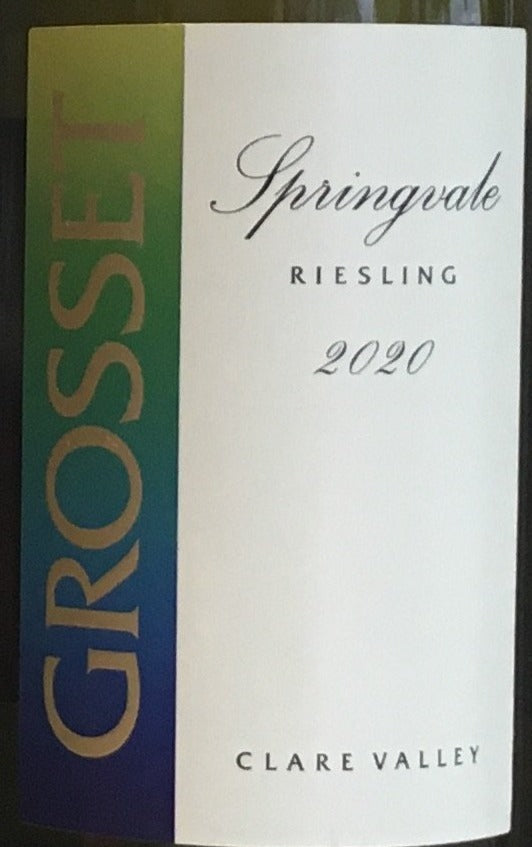 GROSSET
Springvale
RIESLING
2020
CLARE VALLEY